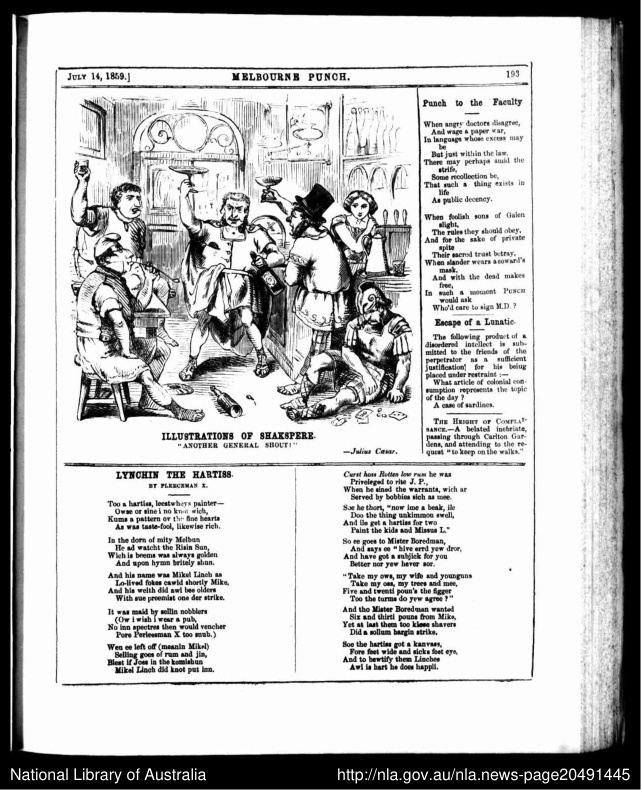 JULY 14, 1859.]
MELBOURNE PUNCH.
193
ILLUSTRATIONS OF SHAKSPERE.
"ANOTHER GENERAL SHOUT!"
—Julius Cæsar.
Punch to the Faculty
When angry doctors disagree,
And wage a paper war,
In language whose excess may
be
But just within the law.
There may perhaps amid the
strife,
Some recollection be,
That such a thing exists in
life
As public decency.
When foolish sons of Galen
slight,
The rules they should obey,
And for the sake of private
spite
Their sacred trust betray,
When slander wears a coward's
mask,
And with the dead makes
free,
In such a moment PUNCH
would ask
Who'd care to sign M.D.?
Escape of a Lunatic.
The following product of a
disordered intellect is sub-
mitted to the friends of the
perpetrator as a sufficient
justification for his being
placed under restraint:—
What article of colonial con-
sumption represents the topic
of the day?
A case of sardines.
THE HEIGHT OF COMPLAI-
SANCE.—A belated inebriate,
passing through Carlton Gar-
dens, and attending to the re-
quest "to keep on the walks."
LYNCHIN THE HARTISS.
BY PLEECEMAN X.
Too a hartiss, leestwheys painter—
Owse or sine i no knot wich,
Kums a pattern ov the fine hearts
As was taste-fool, likewise rich.
In the dorn of mity Melbun
He ad watcht the Risin Sun,
Wich is beems was always golden
And upon hymn britely shun.
And his name was Mikel Linch as
Lo-lived fokes cawld shortly Mike,
And his welth did awl bee olders
With sue preemist one der strike.
It was maid by sellin nobblers
(Ow i wish i wear a pub,
No inn spectres then would vencher
Pore Perleesman X too snub.)
Wen ee left off (meanin Mikel)
Selling goes of rum and jin,
Blest if Joss in the komishun
Mikel Linch did knot put inn.
Curst hoss Rotten low rum he was
Priveleged to rite J. P.,
When he sined the warrants, wich ar
Served by bobbies sich as mee.
Soe he thort, "now ime a beak, ile
Doo the thing unkimmon swell,
And ile get a hartiss for two
Paint the kids and Missus L."
So ee goes to Mister Boredman,
And says ee "hive errd yew dror,
And have got a subjick for you
Better nor yew hever sor.
"Take my own, my wife and younguns
Take my oss, my trees and mee,
Five and twenti poun's the figger
Too the turms do yew agree?"
And tho Mister Boredman wanted
Six and thirti pouns from Mike,
Yet at last them too klose shavers
Did a sollum bargin strike.
Soe the hartiss got a kanvass,
Fore feet wide and sicks feet eye,
And to bewtify them Linches
Awl is hart he does happli.
National Library of Australia
http://nla.gov.au/nla.news-page20491445